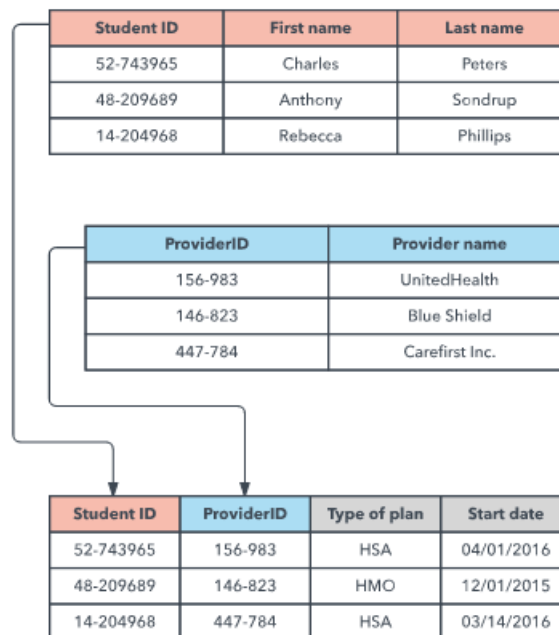 Student ID First name Last name
52-743965 Charles Peters
48-209689 Anthony Sondrup
14-204968 Rebecca Phillips
ProviderID Provider name
156-983 UnitedHealth
146-823 Blue Shield
447-784 Carefirst Inc.
Student ID ProviderID Type of plan Start date
52-743965 156-983 HSA 04/01/2016
48-209689 146-823 HMO 12/01/2015
14-204968 447-784 HSA 03/14/2016